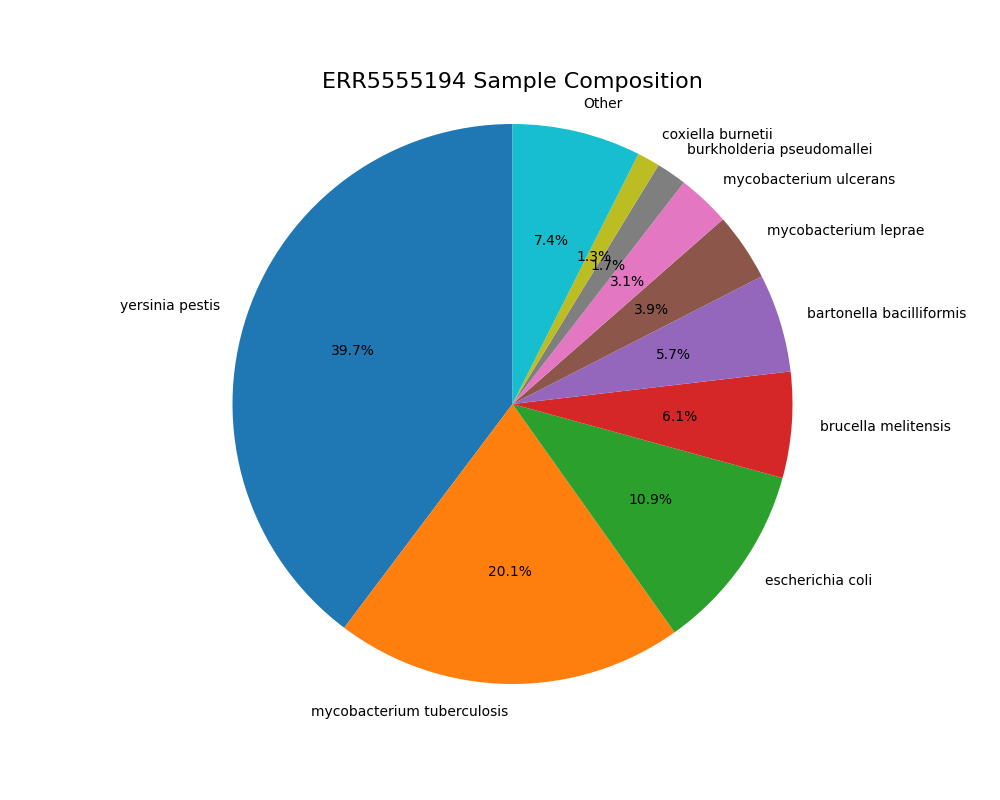 ERR5555194 Sample Composition
Other
coxiella burnetii
burkholderia pseudomallei
mycobacterium ulcerans
mycobacterium leprae
bartonella bacilliformis
brucella melitensis
escherichia coli
mycobacterium tuberculosis
yersinia pestis
7.4%
1.3%
1.7%
3.1%
3.9%
5.7%
6.1%
10.9%
20.1%
39.7%